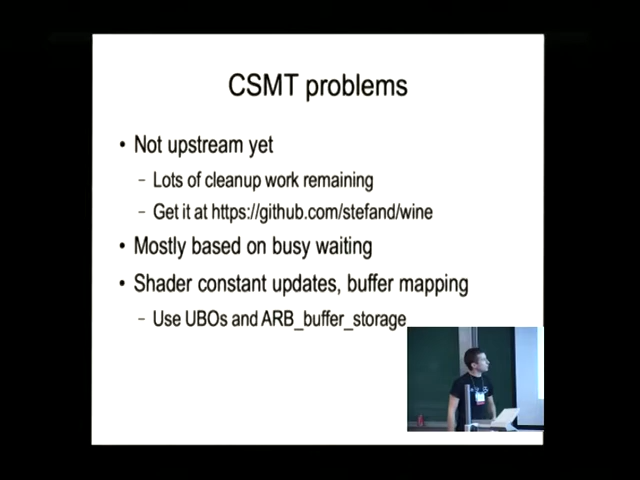 CSMT problems
• Not upstream yet
– Lots of cleanup work remaining
– Get it at https://github.com/stefand/wine
• Mostly based on busy waiting
• Shader constant updates, buffer mapping
– Use UBOs and ARB_buffer_storage